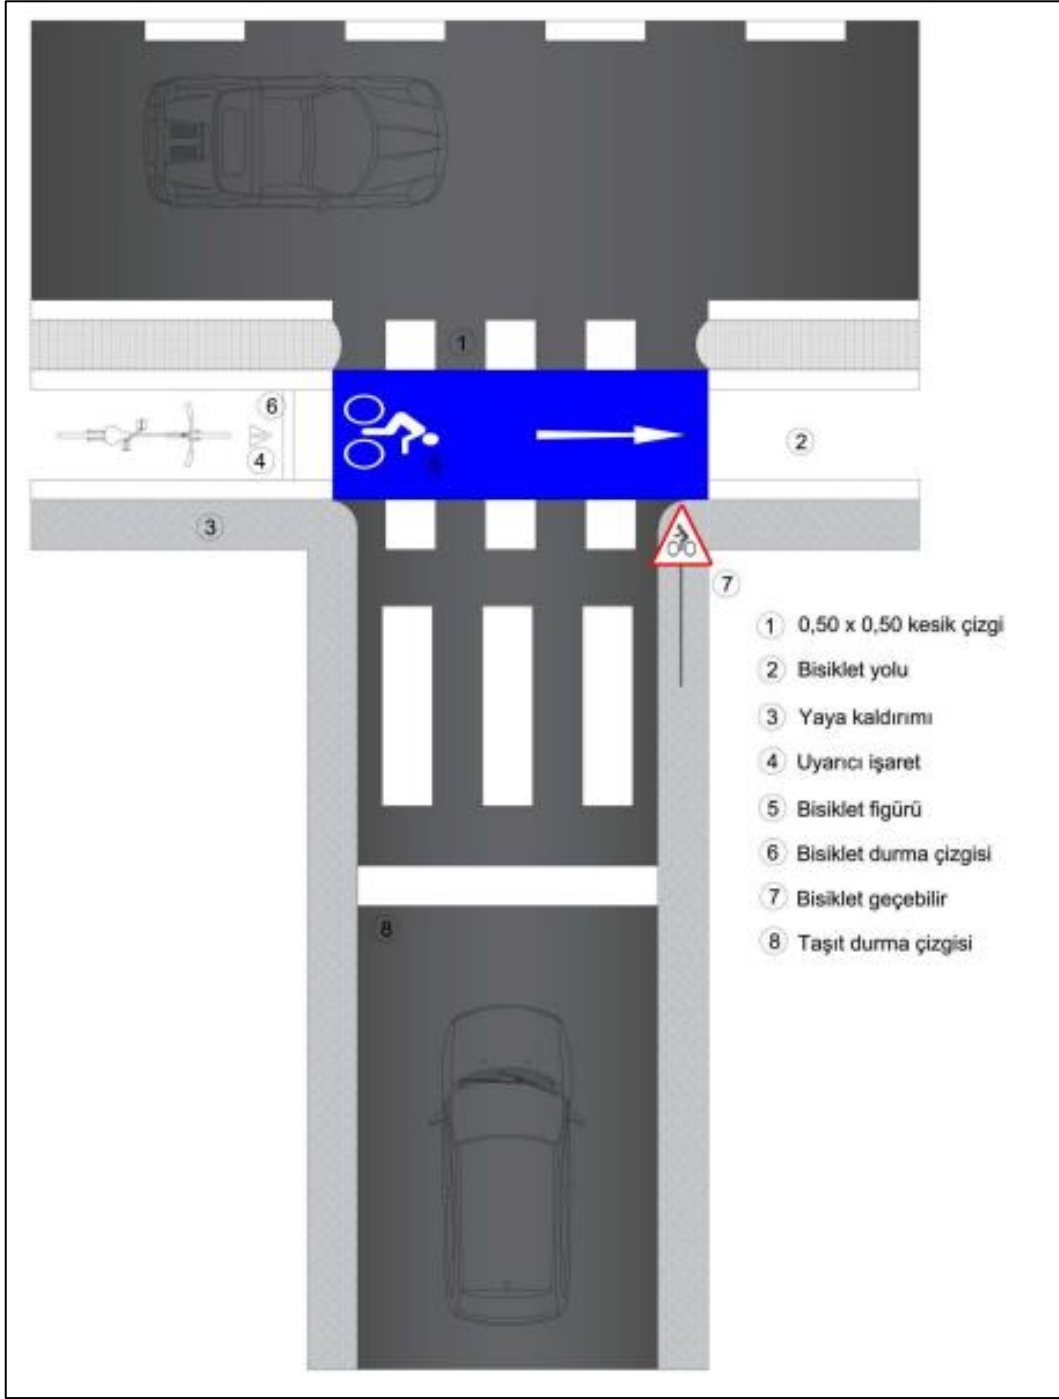 1
6
2
4
5
3
7
1 0,50 x 0,50 kesik çizgi
2 Bisiklet yolu
3 Yaya kaldırımı
4 Uyarıcı işaret
5 Bisiklet figürü
6 Bisiklet durma çizgisi
7 Bisiklet geçebilir
8 Taşıt durma çizgisi
8